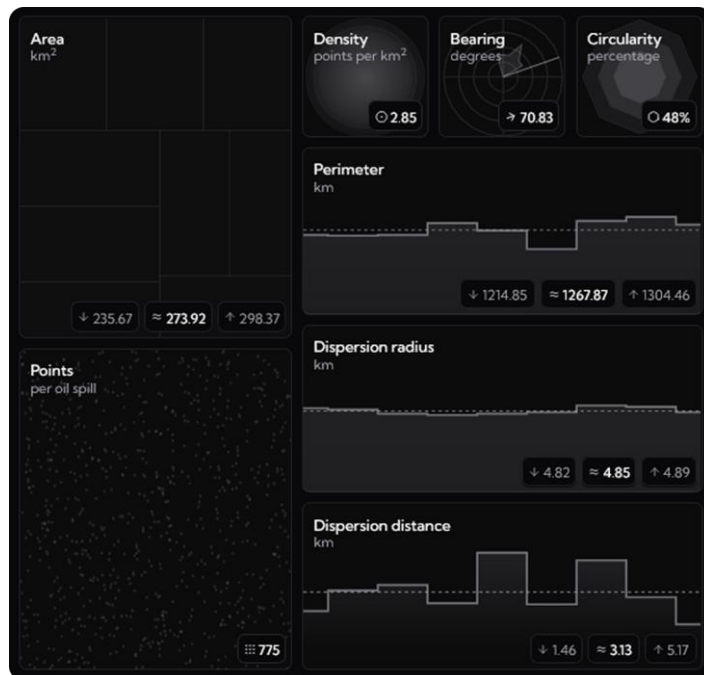 Area
km²
↓ 235.67 ≈ 273.92 ↑ 298.37
Points
per oil spill
775
Density
points per km²
2.85
Bearing
degrees
70.83
Circularity
percentage
48%
Perimeter
km
↓ 1214.85 ≈ 1267.87 ↑ 1304.46
Dispersion radius
km
↓ 4.82 ≈ 4.85 ↑ 4.89
Dispersion distance
km
↓ 1.46 ≈ 3.13 ↑ 5.17